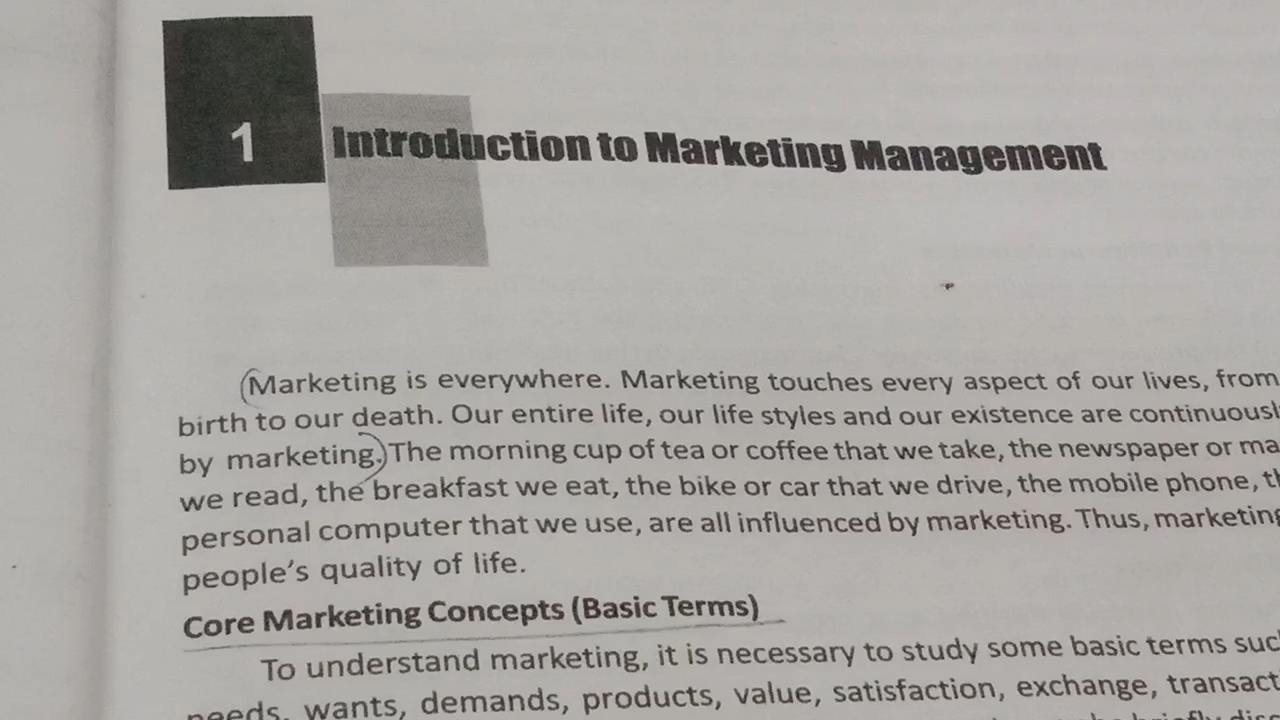 1
Introduction to Marketing Management
Marketing is everywhere. Marketing touches every aspect of our lives, from
birth to our death. Our entire life, our life styles and our existence are
by marketing. The morning cup of tea or coffee that we take, the newspaper or
we read, the breakfast we eat, the bike or car that we drive, the mobile phone,
personal computer that we use, are all influenced by marketing. Thus, marketing
people's quality of life.
Core Marketing Concepts (Basic Terms)
To understand marketing, it is necessary to study some basic terms
needs, wants, demands, products, value, satisfaction, exchange,